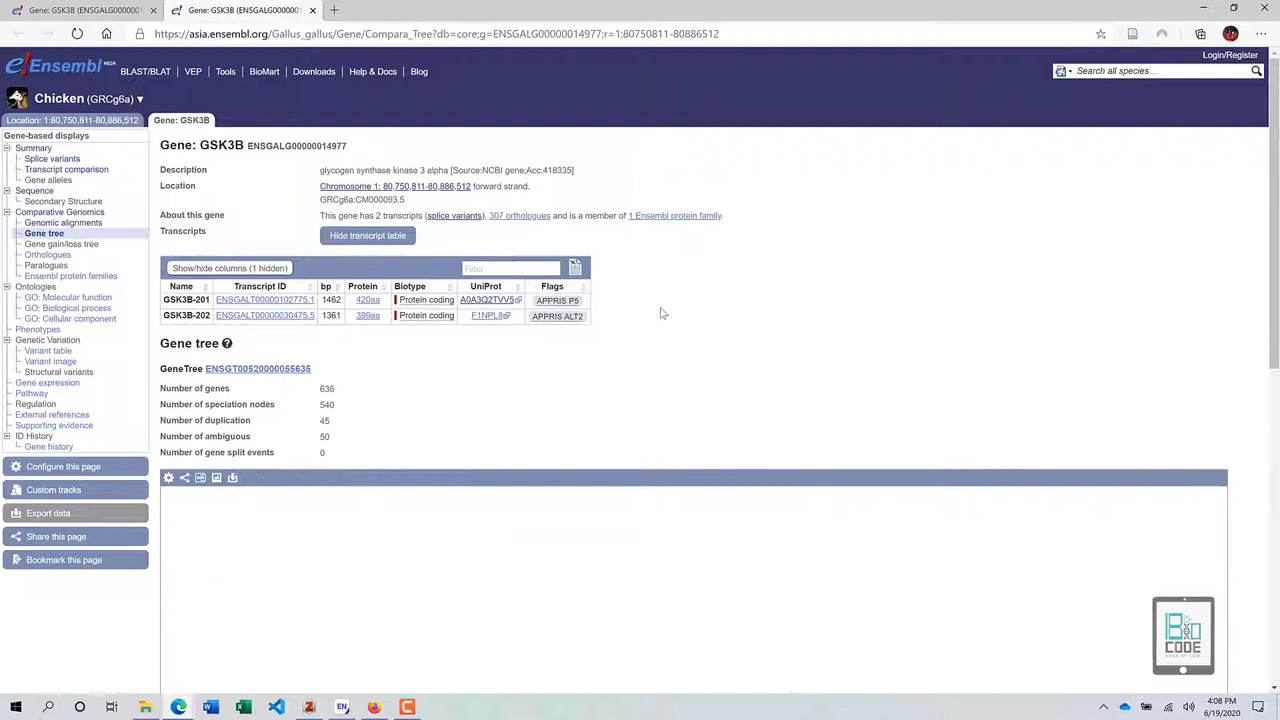 Gene: GSK3B (ENSGALG00000001
Gene: GSK3B (ENSGALG00000001
https://asia.ensembl.org/Gallus_gallus/Gene/Compara_Tree?db=core;g=ENSGALG00000014977;r=1:80750811-80886512
Login/Register
e!Ensembl ASIA BLAST/BLAT VEP Tools BioMart Downloads Help & Docs Blog
Search all species…
Chicken (GRCg6a) ▼
Location: 1:80,750,811-80,886,512
Gene: GSK3B
Gene-based displays
Summary
Splice variants
Transcript comparison
Gene alleles
Sequence
Secondary Structure
Comparative Genomics
Genomic alignments
Gene tree
Gene gain/loss tree
Orthologues
Paralogues
Ensembl protein families
Ontologies
GO: Molecular function
GO: Biological process
GO: Cellular component
Phenotypes
Genetic Variation
Variant table
Variant image
Structural variants
Gene expression
Pathway
Regulation
External references
Supporting evidence
ID History
Gene history
Configure this page
Custom tracks
Export data
Share this page
Bookmark this page
Gene: GSK3B ENSGALG00000014977
Description glycogen synthase kinase 3 alpha [Source:NCBI gene;Acc:418335]
Location Chromosome 1: 80,750,811-80,886,512 forward strand.
GRCg6a:CM000093.5
About this gene This gene has 2 transcripts (splice variants), 307 orthologues and is a member of 1 Ensembl protein family.
Transcripts Hide transcript table
Show/hide columns (1 hidden) Filter
Name Transcript ID bp Protein Biotype UniProt Flags
GSK3B-201 ENSGALT00000102775.1 1462 420aa Protein coding A0A3Q2TVV5 APPRIS P5
GSK3B-202 ENSGALT00000030475.5 1361 399aa Protein coding F1NPL8 APPRIS ALT2
Gene tree ?
GeneTree ENSGT00520000055635
Number of genes 636
Number of speciation nodes 540
Number of duplication 45
Number of ambiguous 50
Number of gene split events 0
BioCODE
4:08 PM
6/19/2020